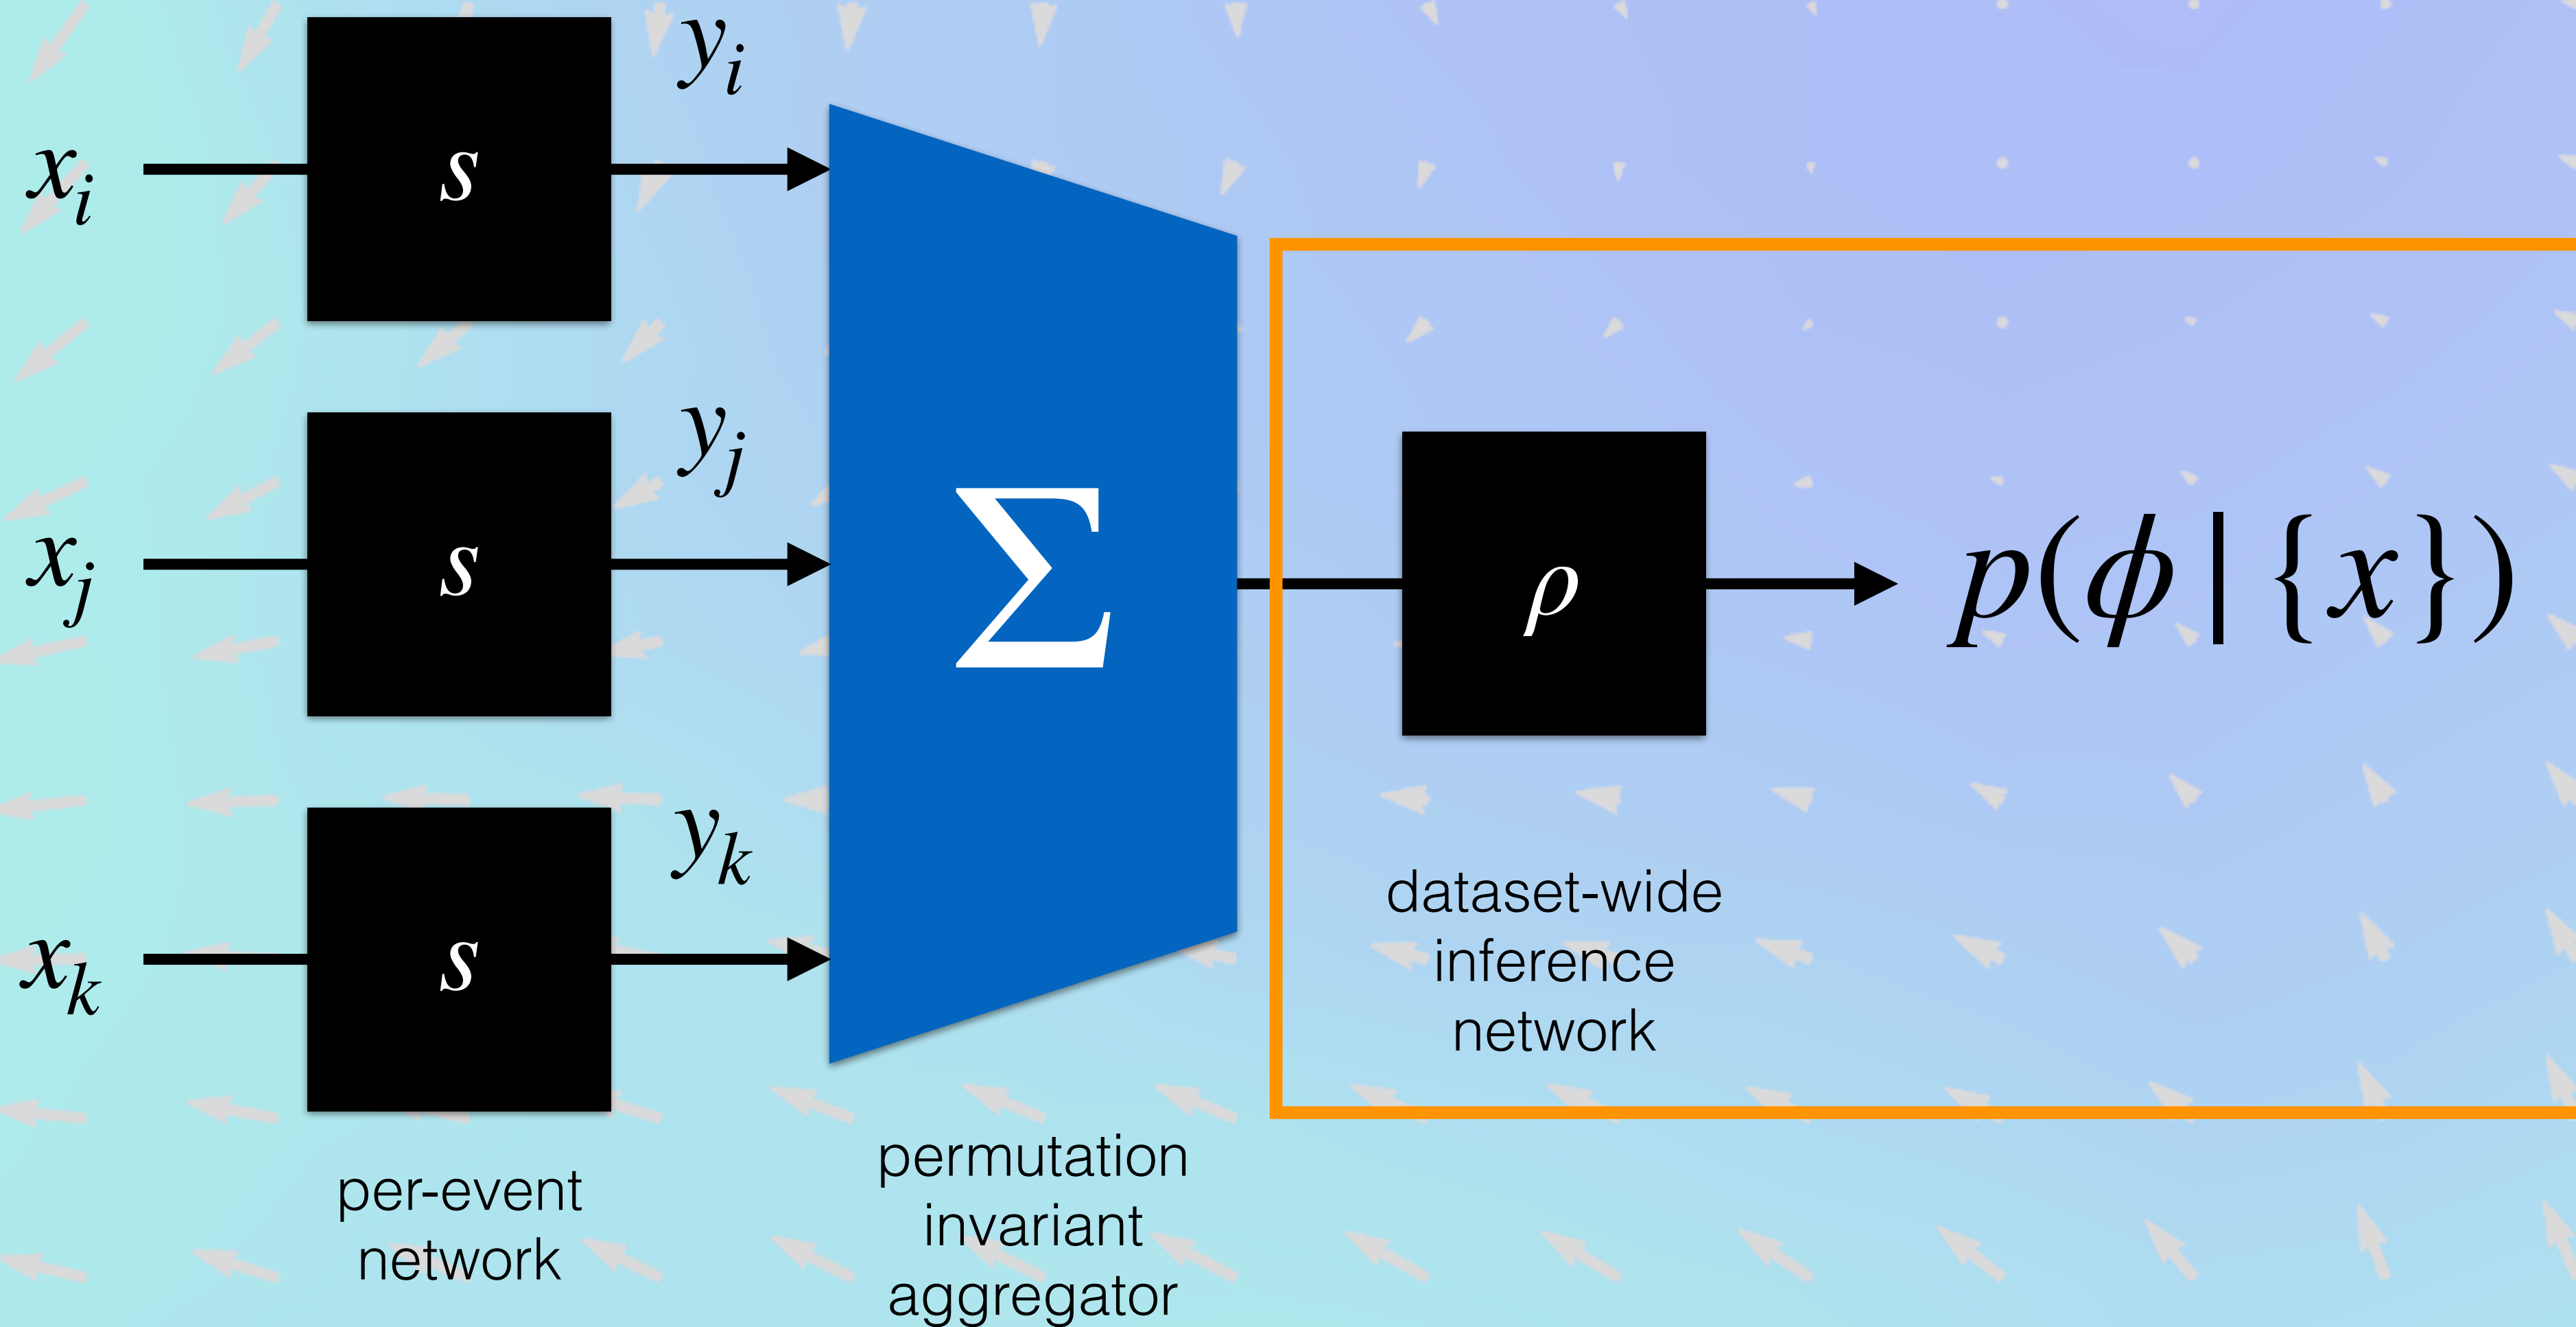 y_i
x_i
s
y_j
x_j
s
Σ
ρ
p(ϕ | {x})
y_k
x_k
s
dataset-wide
inference
network
per-event
network
permutation
invariant
aggregator